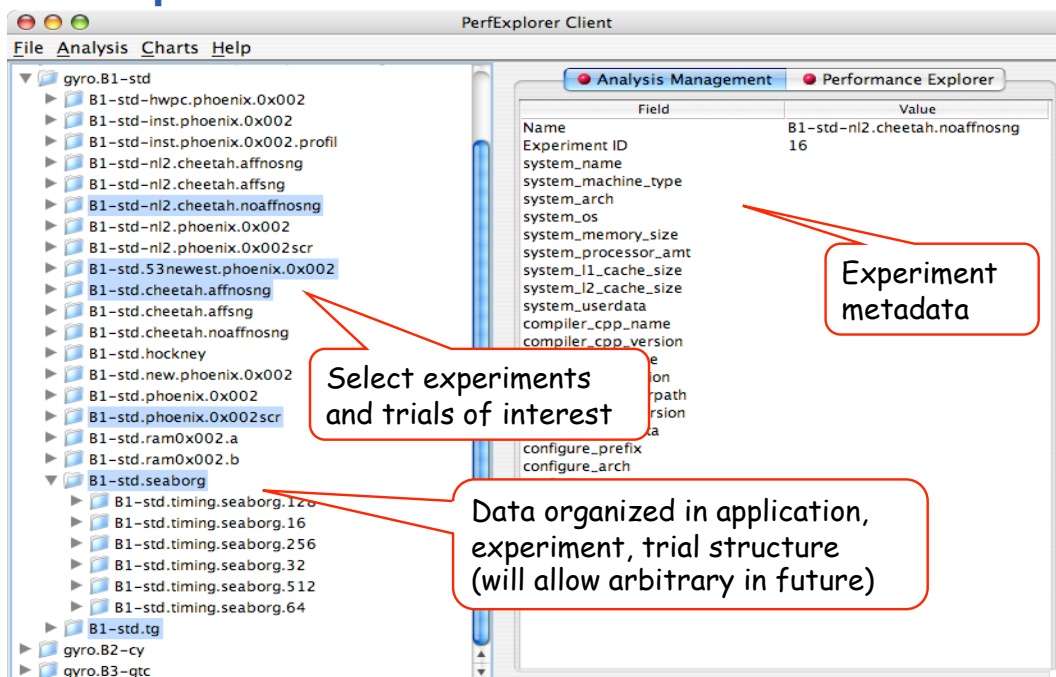 PerfExplorer Client
File Analysis Charts Help
gyro.B1-std
B1-std-hwpc.phoenix.0x002
B1-std-inst.phoenix.0x002
B1-std-inst.phoenix.0x002.profil
B1-std-nl2.cheetah.affnosng
B1-std-nl2.cheetah.affsng
B1-std-nl2.cheetah.noaffnosng
B1-std-nl2.phoenix.0x002
B1-std-nl2.phoenix.0x002scr
B1-std.53newest.phoenix.0x002
B1-std.cheetah.affnosng
B1-std.cheetah.affsng
B1-std.cheetah.noaffnosng
B1-std.hockney
B1-std.new.phoenix.0x002
B1-std.phoenix.0x002
B1-std.phoenix.0x002scr
B1-std.ram0x002.a
B1-std.ram0x002.b
B1-std.seaborg
B1-std.timing.seaborg.128
B1-std.timing.seaborg.16
B1-std.timing.seaborg.256
B1-std.timing.seaborg.32
B1-std.timing.seaborg.512
B1-std.timing.seaborg.64
B1-std.tg
gyro.B2-cy
gyro.B3-gtc
Analysis Management Performance Explorer
Field Value
Name B1-std-nl2.cheetah.noaffnosng
Experiment ID 16
system_name
system_machine_type
system_arch
system_os
system_memory_size
system_processor_amt
system_l1_cache_size
system_l2_cache_size
system_userdata
compiler_cpp_name
compiler_cpp_version
configure_prefix
configure_arch
Experiment
metadata
Select experiments
and trials of interest
Data organized in application,
experiment, trial structure
(will allow arbitrary in future)